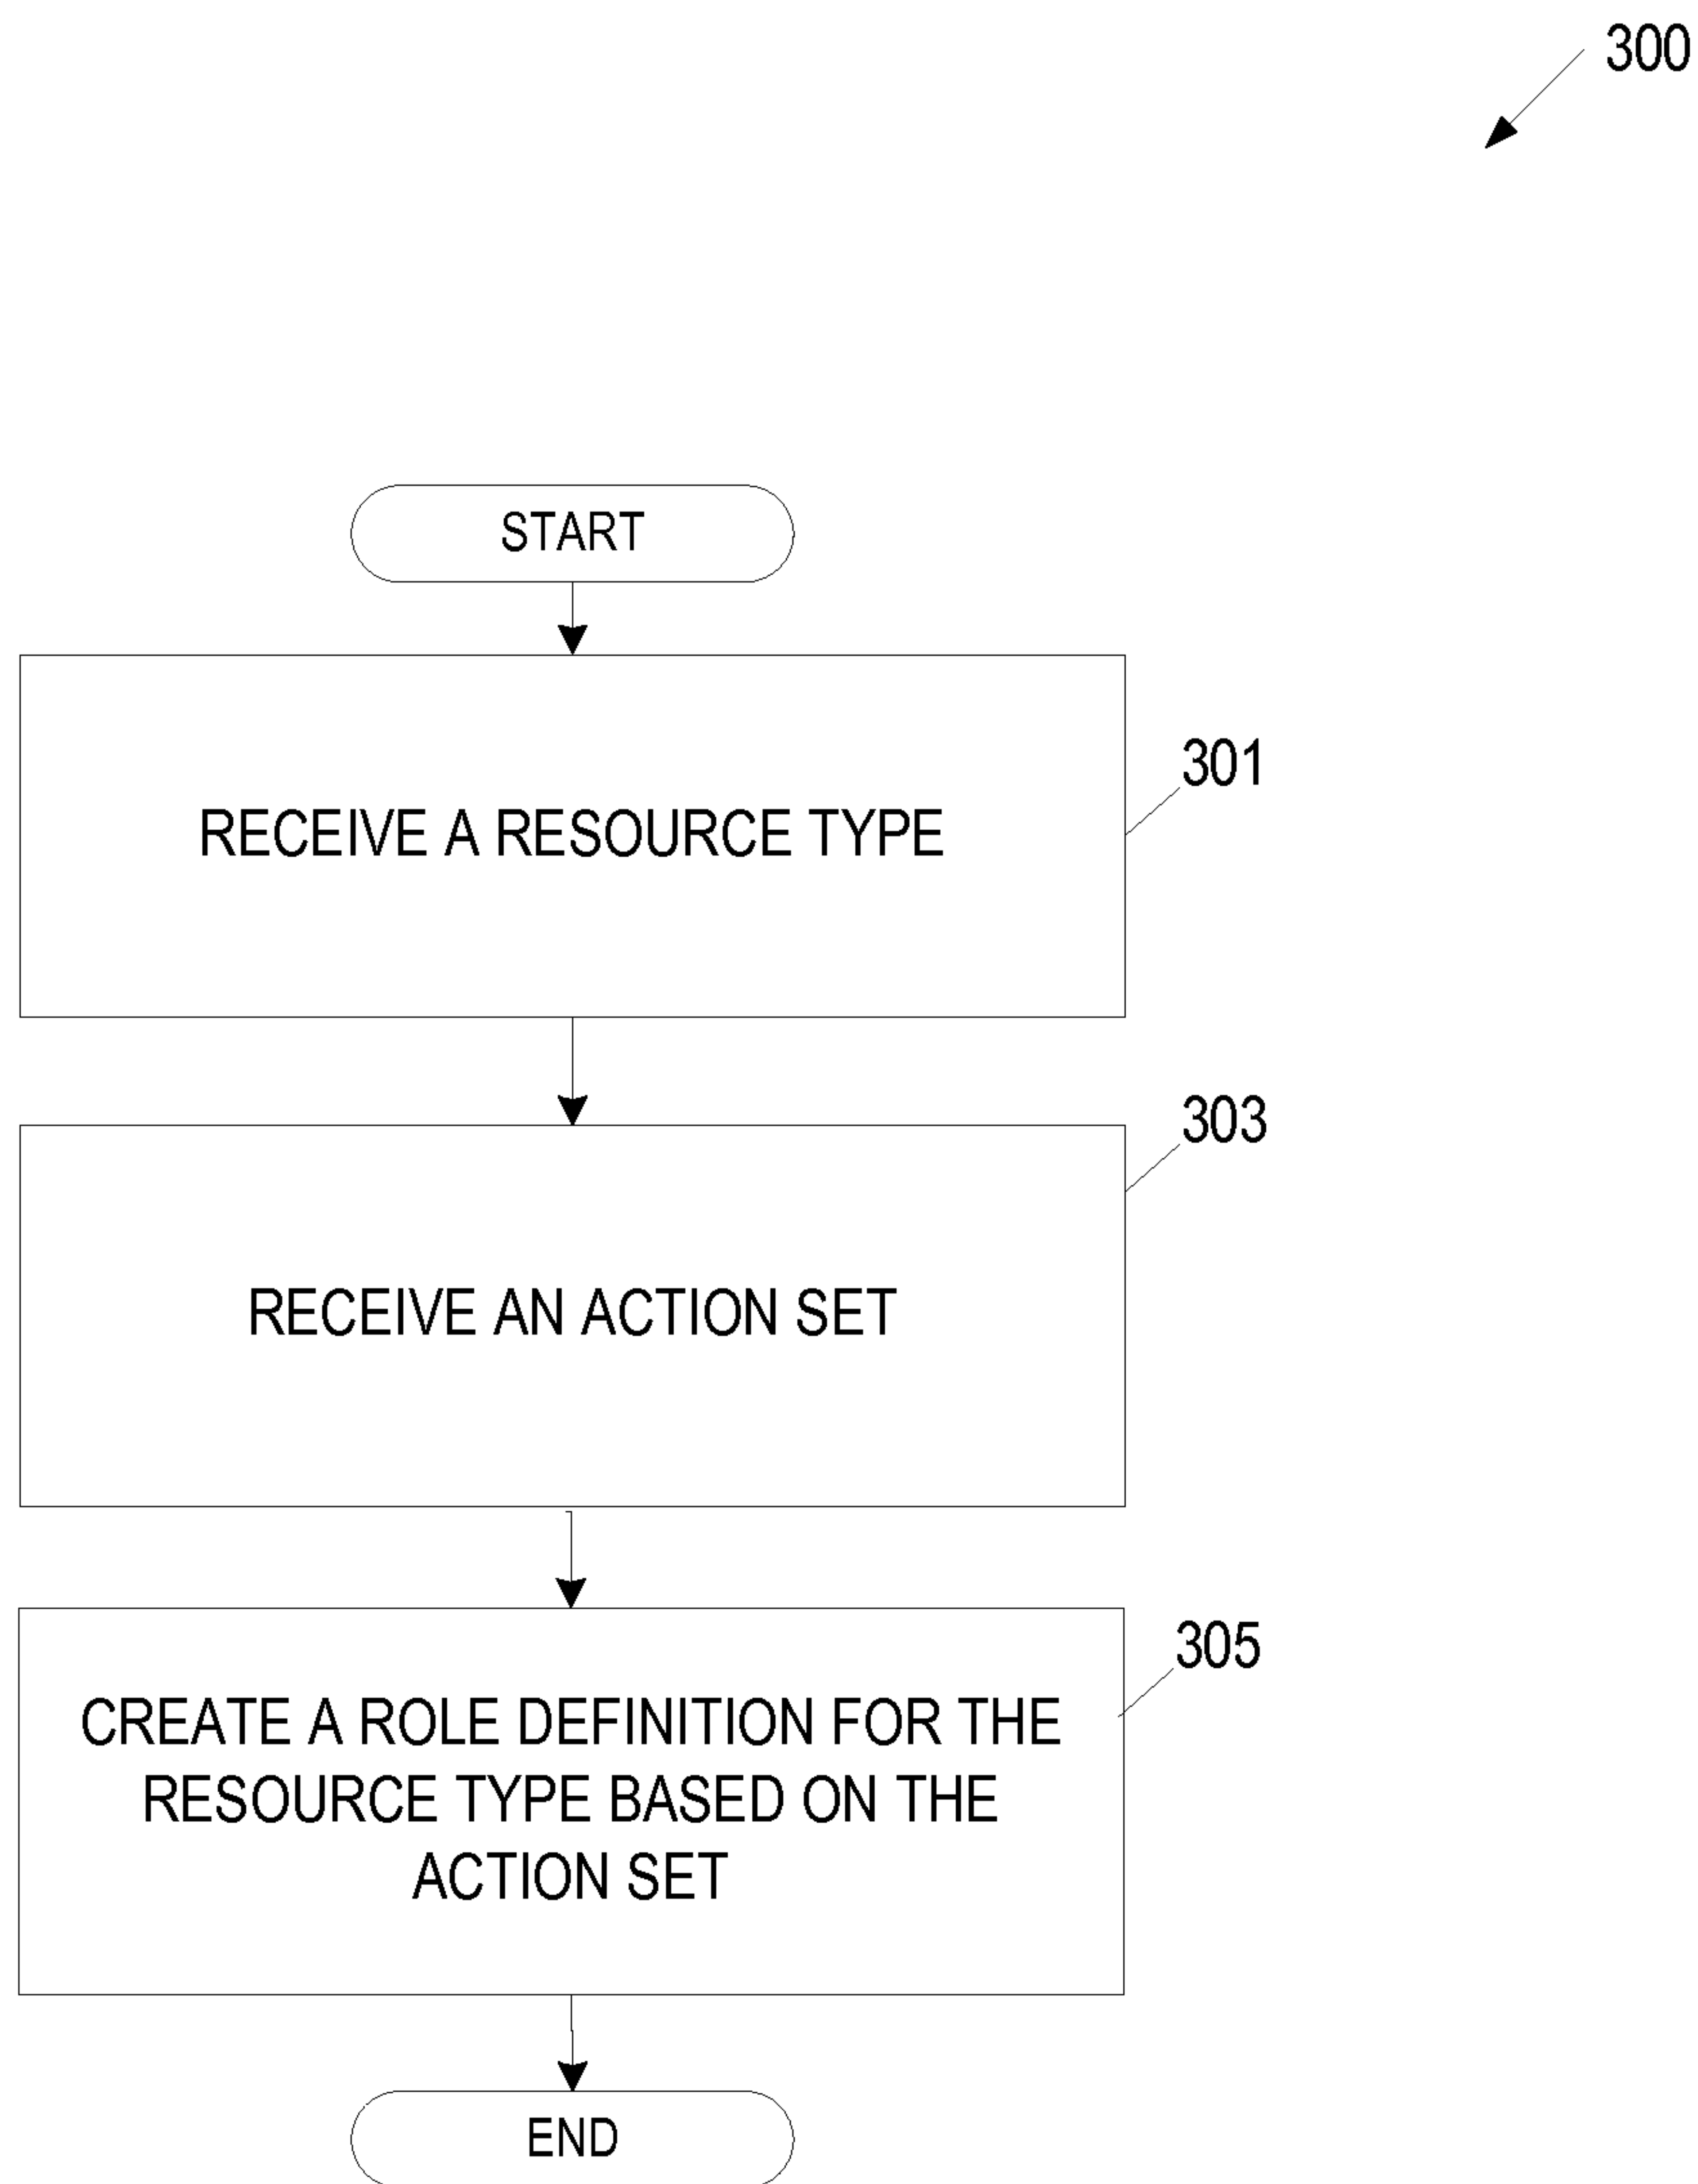 300
START
301
RECEIVE A RESOURCE TYPE
303
RECEIVE AN ACTION SET
305
CREATE A ROLE DEFINITION FOR THE
RESOURCE TYPE BASED ON THE
ACTION SET
END